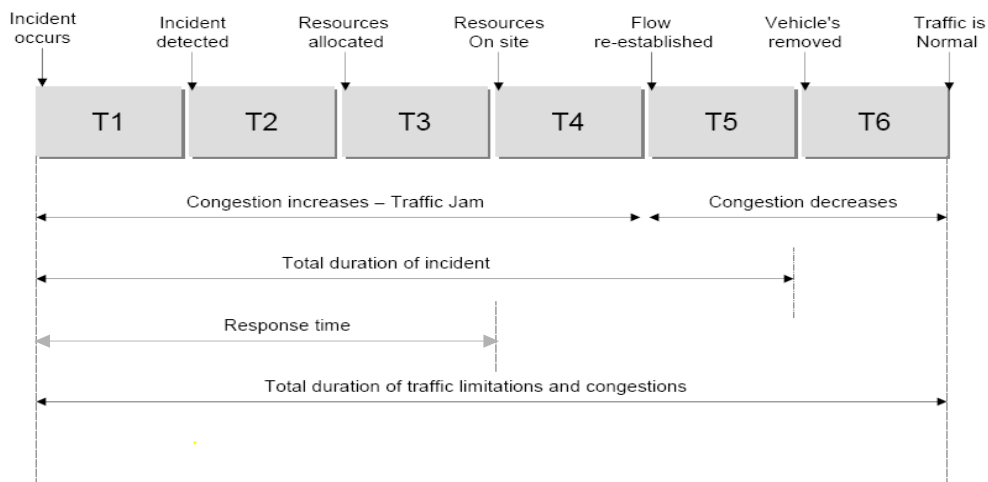 Incident
occurs
Incident
detected
Resources
allocated
Resources
On site
Flow
re-established
Vehicle's
removed
Traffic is
Normal
T1
T2
T3
T4
T5
T6
Congestion increases – Traffic Jam
Congestion decreases
Total duration of incident
Response time
Total duration of traffic limitations and congestions